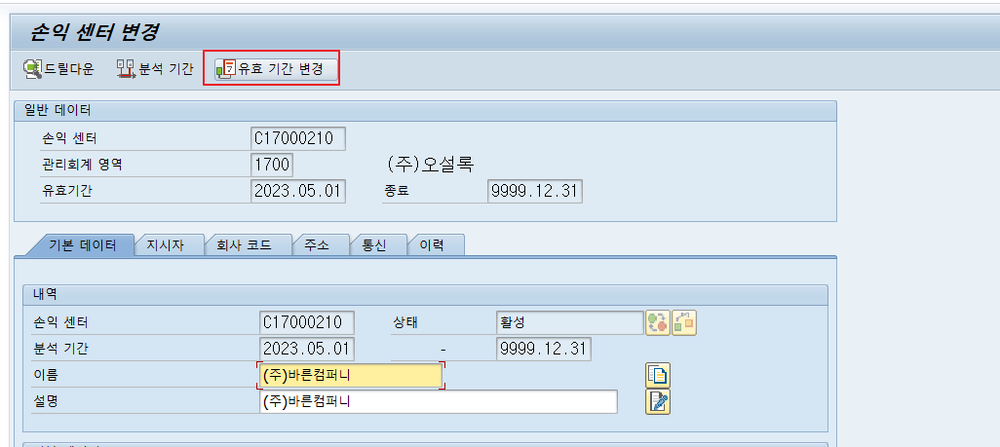 손익 센터 변경
드릴다운 분석 기간 유효 기간 변경
일반 데이터
손익 센터 C17000210
관리회계 영역 1700 (주)오설록
유효기간 2023.05.01 종료 9999.12.31
기본 데이터 지시자 회사 코드 주소 통신 이력
내역
손익 센터 C17000210 상태 활성
분석 기간 2023.05.01 - 9999.12.31
이름 (주)바른컴퍼니
설명 (주)바른컴퍼니